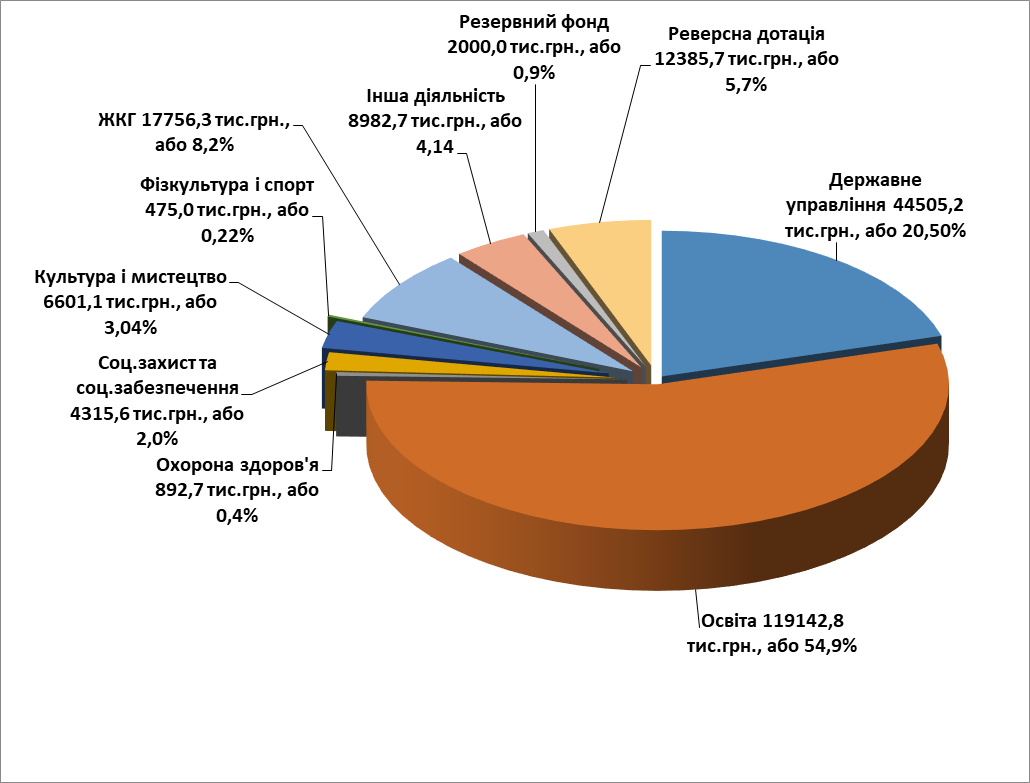 Резервний фонд
2000,0 тис.грн., або
0,9%
Реверсна дотація
12385,7 тис.грн., або
5,7%
Інша діяльність
8982,7 тис.грн., або
4,14
ЖКГ 17756,3 тис.грн.,
або 8,2%
Фізкультура і спорт
475,0 тис.грн., або
0,22%
Державне
управління 44505,2
тис.грн., або 20,50%
Культура і мистецтво
6601,1 тис.грн., або
3,04%
Соц.захист та
соц.забезпечення
4315,6 тис.грн., або
2,0%
Охорона здоров'я
892,7 тис.грн., або
0,4%
Освіта 119142,8
тис.грн., або 54,9%